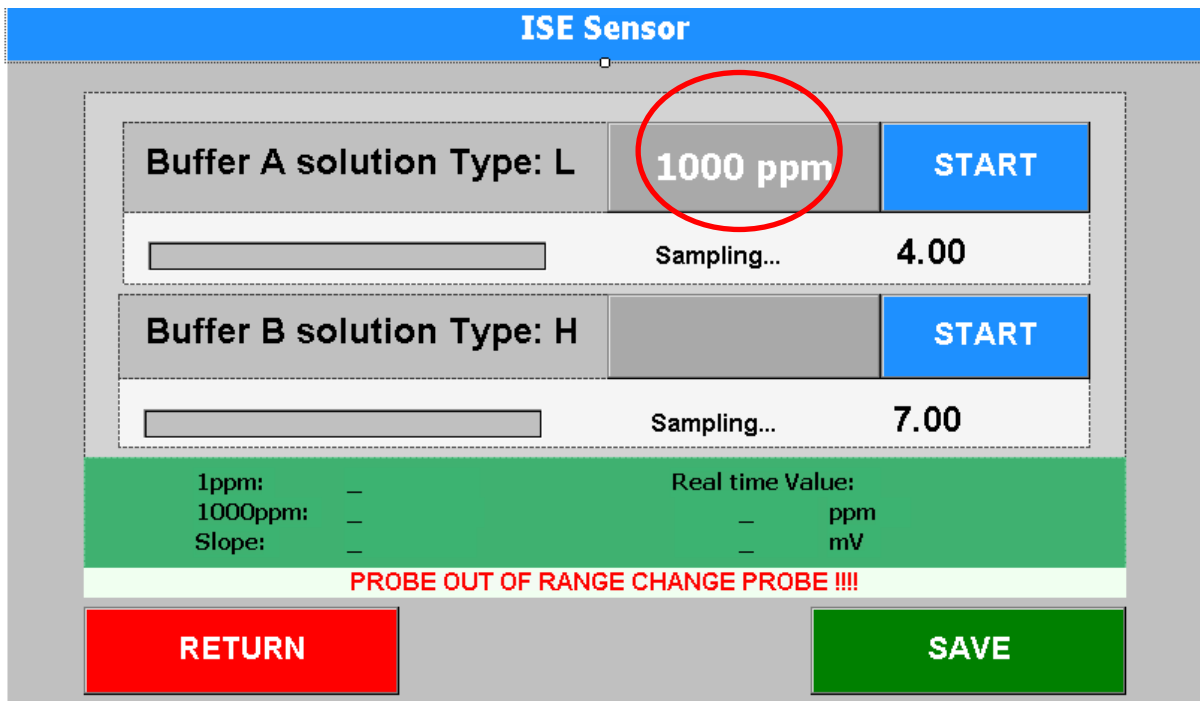 ISE Sensor
Buffer A solution Type: L 1000 ppm START
Sampling... 4.00
Buffer B solution Type: H START
Sampling... 7.00
1ppm: _ Real time Value:
1000ppm: _ _ ppm
Slope: _ _ mV
PROBE OUT OF RANGE CHANGE PROBE !!!!
RETURN SAVE